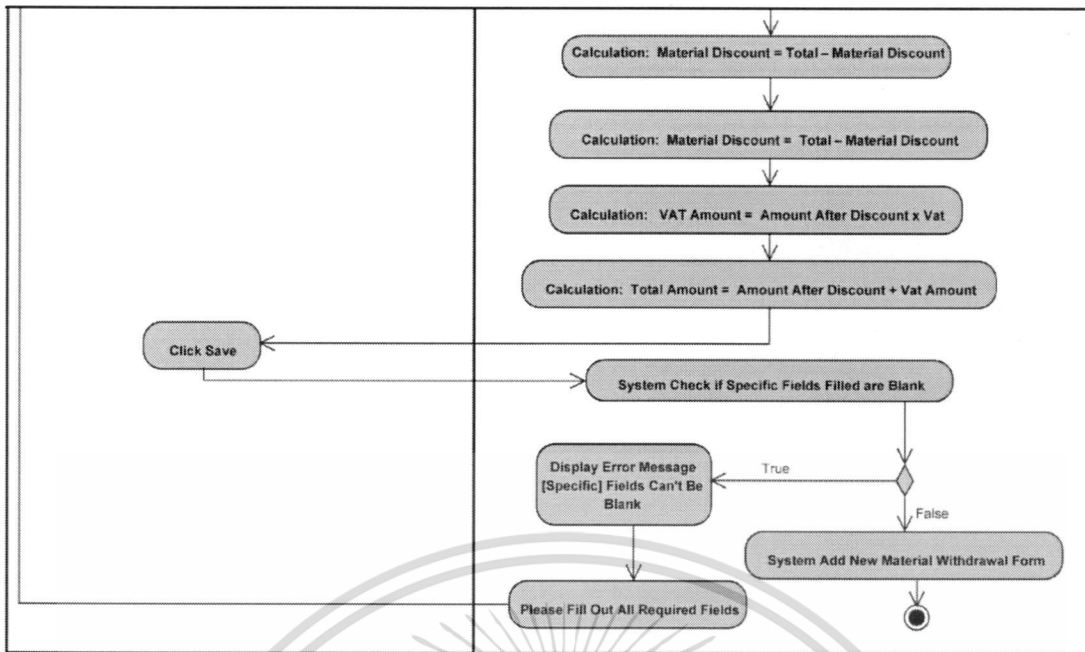 Calculation: Material Discount = Total – Material Discount
Calculation: Material Discount = Total – Material Discount
Calculation: VAT Amount = Amount After Discount x Vat
Calculation: Total Amount = Amount After Discount + Vat Amount
Click Save
System Check if Specific Fields Filled are Blank
Display Error Message
[Specific] Fields Can't Be
Blank
True
False
System Add New Material Withdrawal Form
Please Fill Out All Required Fields